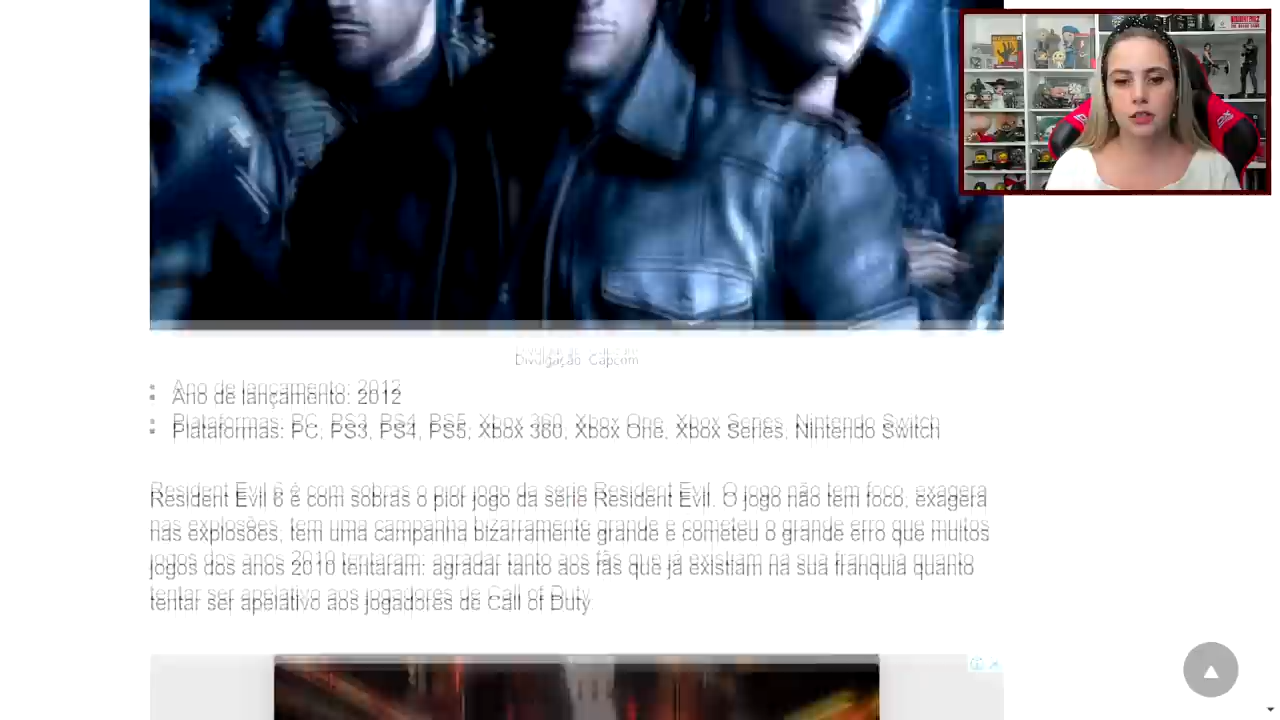 Divulgação Capcom
Ano de lançamento: 2012
Plataformas: PC, PS3, PS4, PS5, Xbox 360, Xbox One, Xbox Series, Nintendo Switch
Resident Evil 6 é com sobras o pior jogo da série Resident Evil. O jogo não tem foco, exagera
nas explosões, tem uma campanha bizarramente grande e cometeu o grande erro que muitos
jogos dos anos 2010 tentaram: agradar tanto aos fãs que já existiam na sua franquia quanto
tentar ser apelativo aos jogadores de Call of Duty.